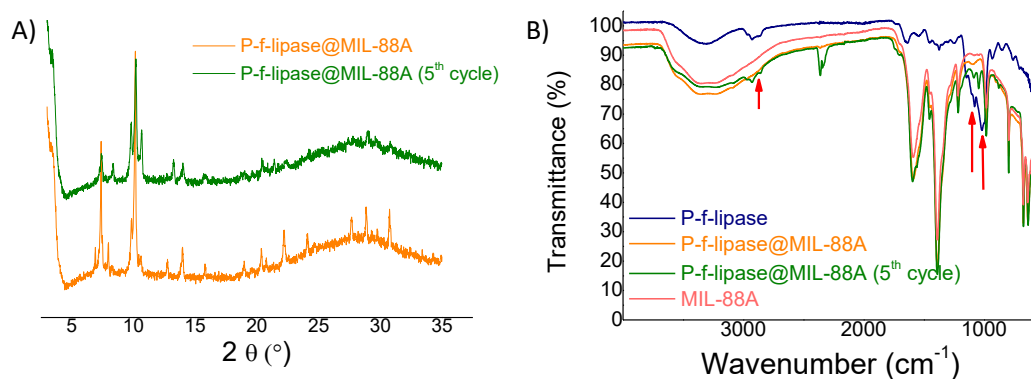 A)
P-f-lipase@MIL-88A
P-f-lipase@MIL-88A (5th cycle)
5 10 15 20 25 30 35
2 θ (°)
B)
100
90
80
70
60
50
40
30
20
10
0
Transmittance (%)
P-f-lipase
P-f-lipase@MIL-88A
P-f-lipase@MIL-88A (5th cycle)
MIL-88A
3000 2000 1000
Wavenumber (cm-1)